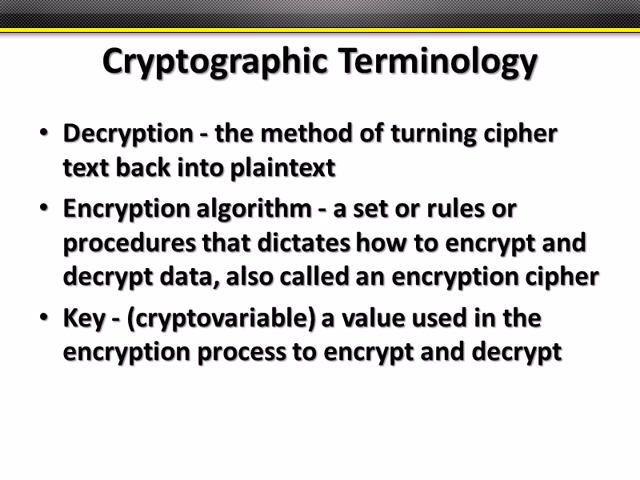 Cryptographic Terminology
• Decryption - the method of turning cipher
text back into plaintext
• Encryption algorithm - a set or rules or
procedures that dictates how to encrypt and
decrypt data, also called an encryption cipher
• Key - (cryptovariable) a value used in the
encryption process to encrypt and decrypt